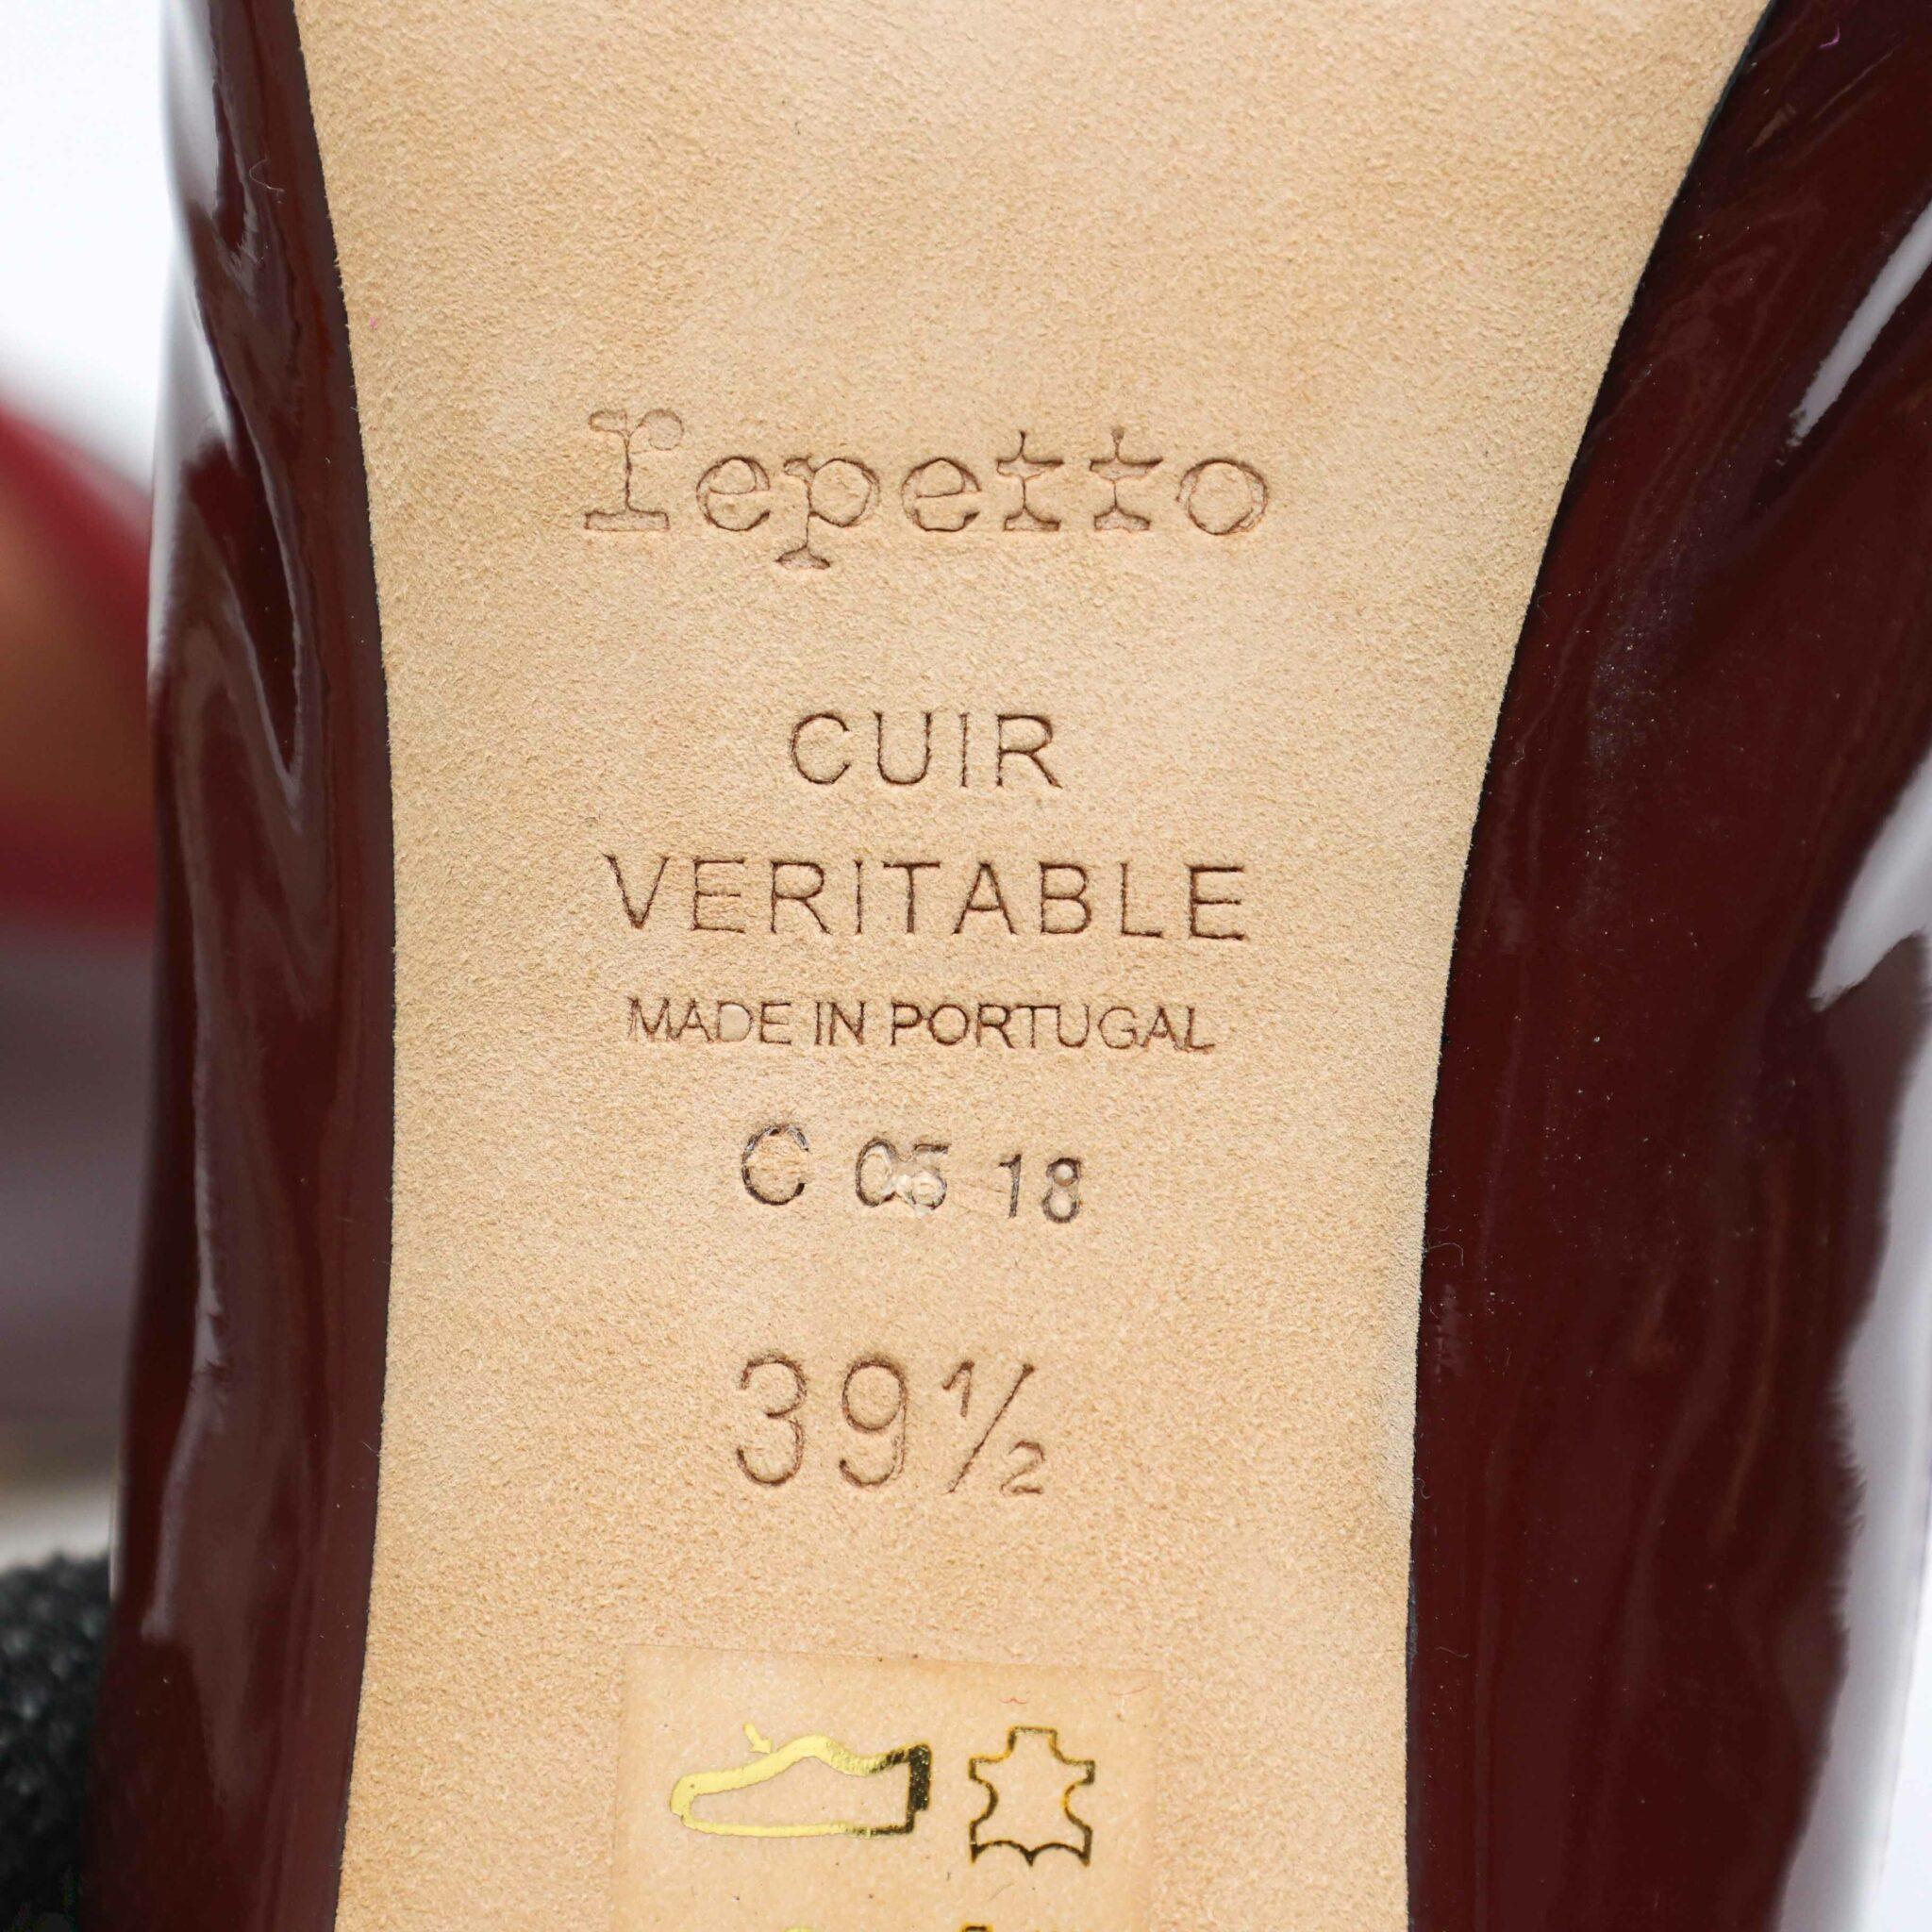 repetto
CUIR
VERITABLE
MADE IN PORTUGAL
C 05 18
39½